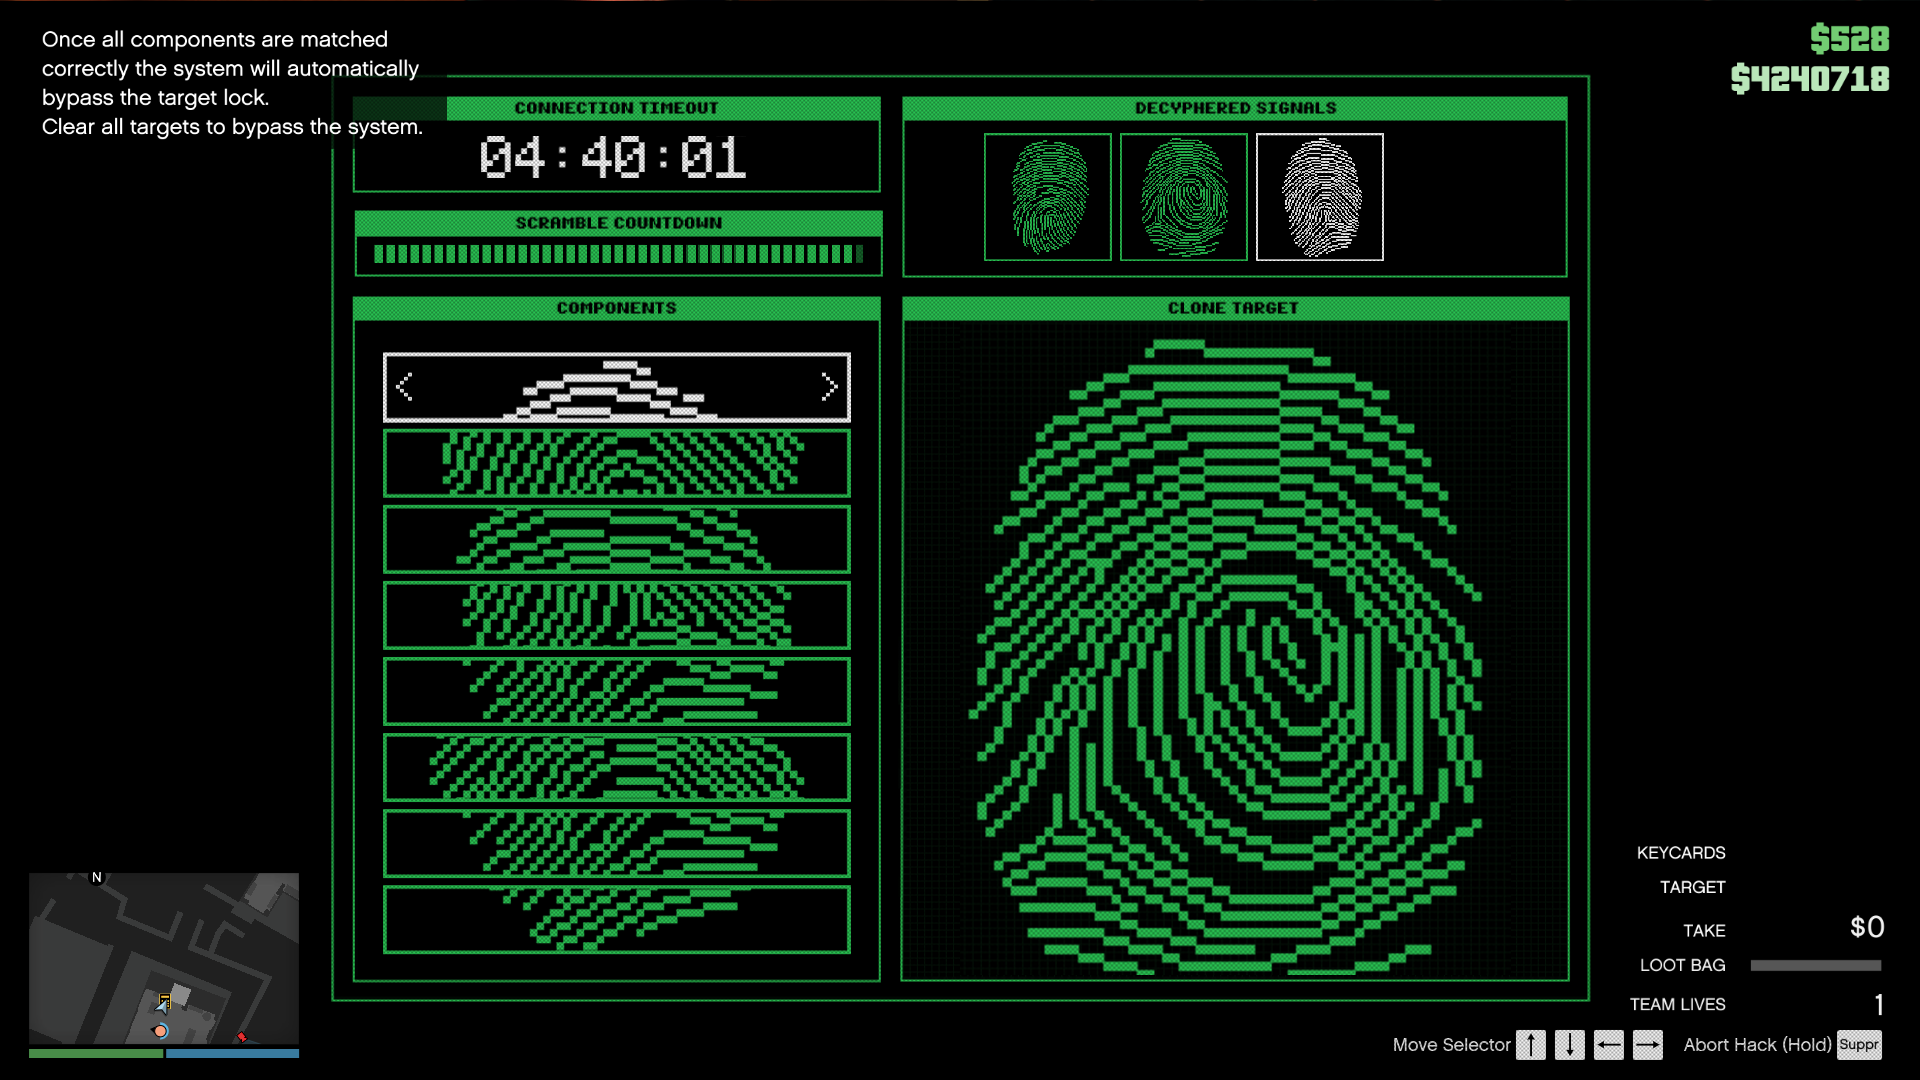 Once all components are matched
correctly the system will automatically
bypass the target lock.
Clear all targets to bypass the system.
$528
$4240718
CONNECTION TIMEOUT
04:40:01
DECYPHERED SIGNALS
SCRAMBLE COUNTDOWN
COMPONENTS
CLONE TARGET
N
KEYCARDS
TARGET
TAKE $0
LOOT BAG
TEAM LIVES 1
Move Selector ↑ ↓ ← → Abort Hack (Hold) Suppr